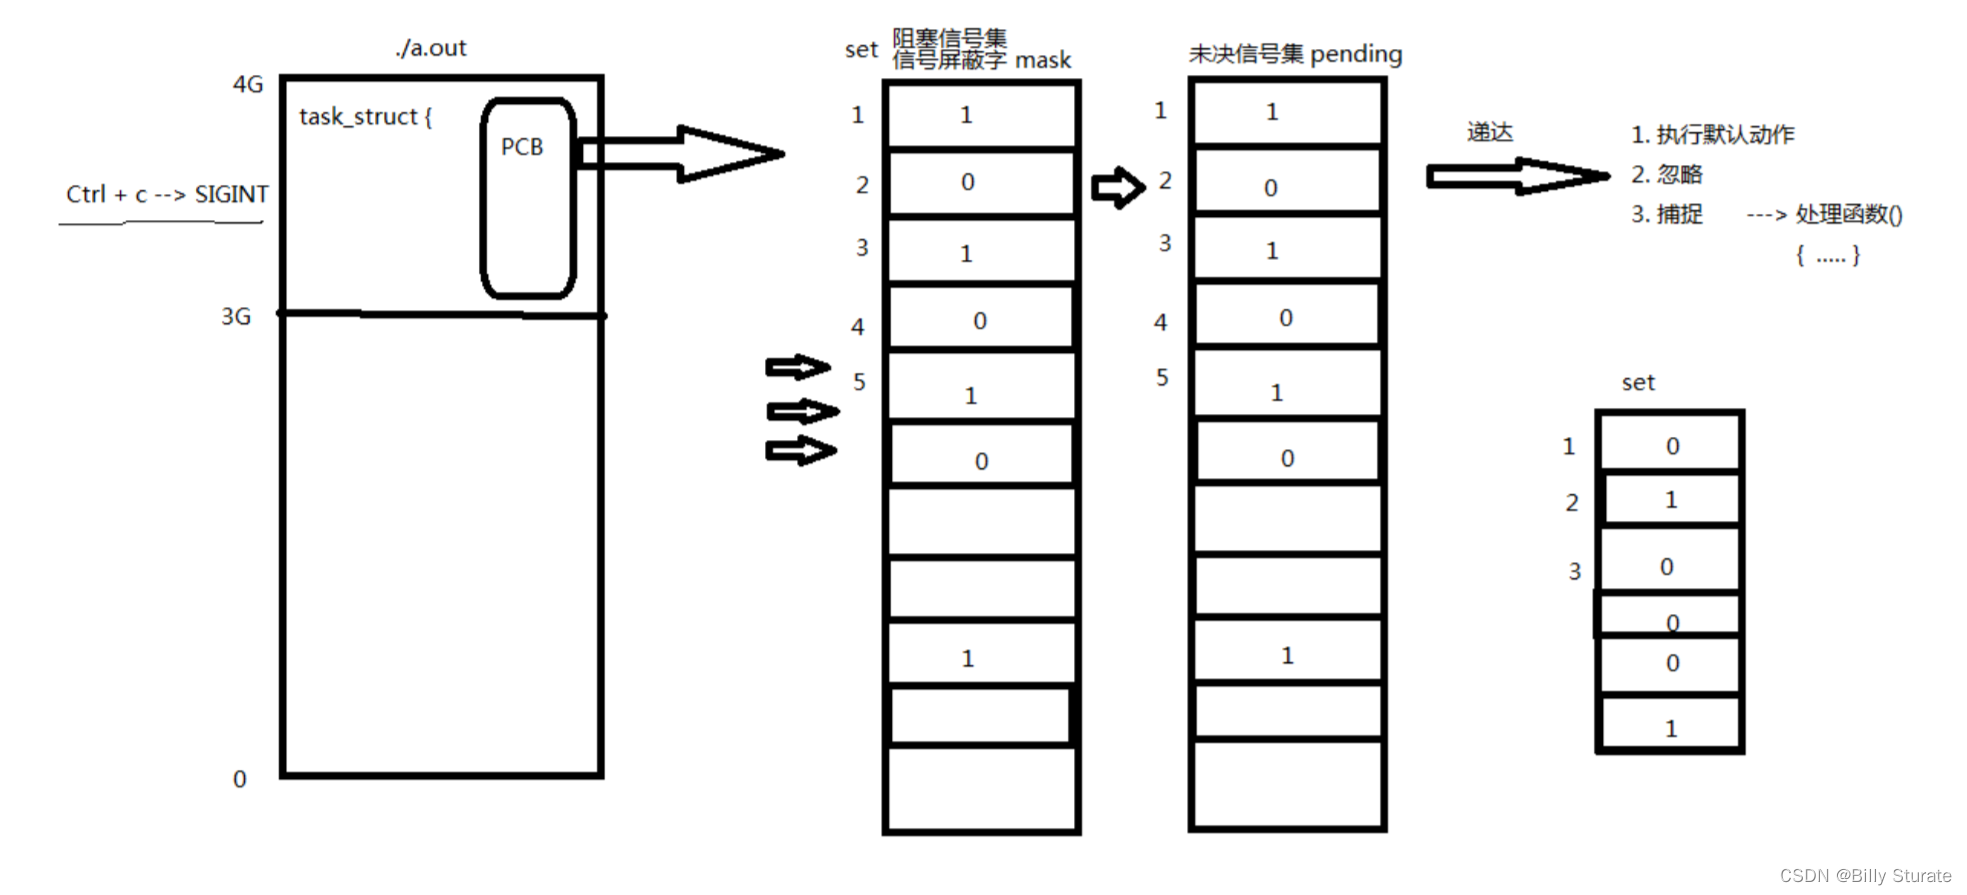 ./a.out
4G
task_struct {
PCB
Ctrl + c --> SIGINT
3G
0
set
阻塞信号集
信号屏蔽字 mask
1 1
2 0
3 1
4 0
5 1
0
1
未决信号集 pending
1 1
2 0
3 1
4 0
5 1
0
1
递达
1. 执行默认动作
2. 忽略
3. 捕捉 ---> 处理函数()
{ ..... }
set
1 0
2 1
3 0
0
0
1
CSDN @Billy Sturate